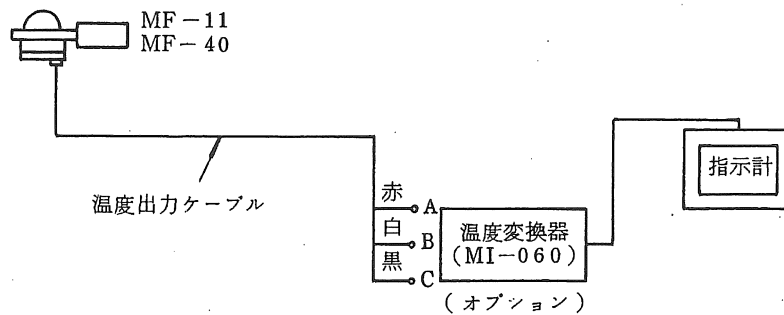 MF-11
MF-40
温度出力ケーブル
赤 A
白 B
黒 C
温度変換器
(MI-060)
(オプション)
指示計